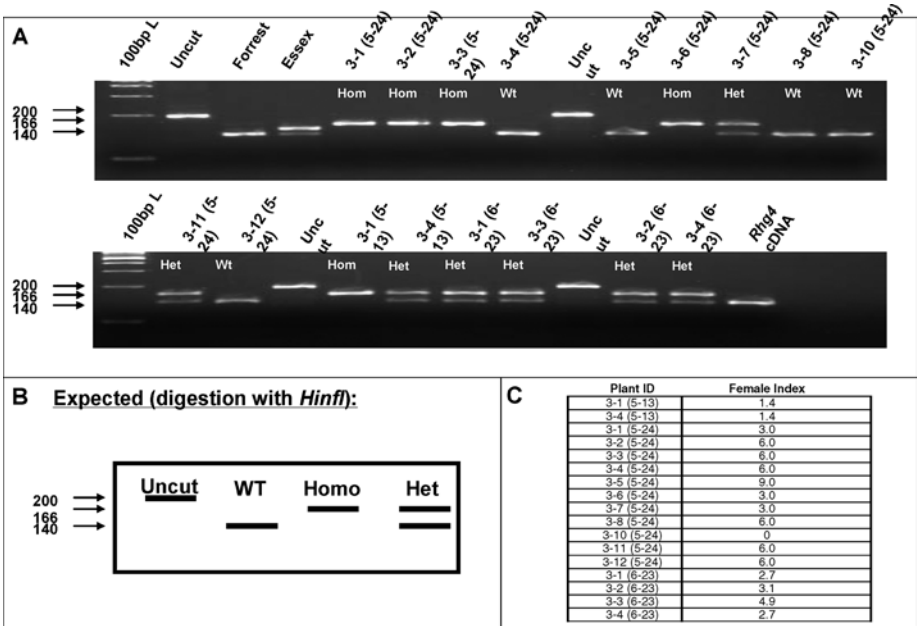 A
100bp L
Uncut
Forrest
Essex
3-1 (5-24)
3-2 (5-24)
3-3 (5-
24)
3-4 (5-24)
Unc
ut
3-5 (5-24)
3-6 (5-24)
3-7 (5-24)
3-8 (5-24)
3-10 (5-24)
200
166
140
Hom Hom Hom Wt Wt Hom Het Wt Wt
100bp L
3-11 (5-
24)
3-12 (5-
24)
Unc
ut
3-1 (5-
13)
3-4 (5-
13)
3-1 (6-
23)
3-3 (6-
23)
Unc
ut
3-2 (6-
23)
3-4 (6-
23)
Rhg4
cDNA
200
166
140
Het Wt Hom Het Het Het Het Het
B Expected (digestion with HinfI):
Uncut WT Homo Het
200
166
140
C
Plant ID Female Index
3-1 (5-13) 1.4
3-4 (5-13) 1.4
3-1 (5-24) 3.0
3-2 (5-24) 6.0
3-3 (5-24) 6.0
3-4 (5-24) 6.0
3-5 (5-24) 9.0
3-6 (5-24) 3.0
3-7 (5-24) 3.0
3-8 (5-24) 6.0
3-10 (5-24) 0
3-11 (5-24) 6.0
3-12 (5-24) 6.0
3-1 (6-23) 2.7
3-2 (6-23) 3.1
3-3 (6-23) 4.9
3-4 (6-23) 2.7